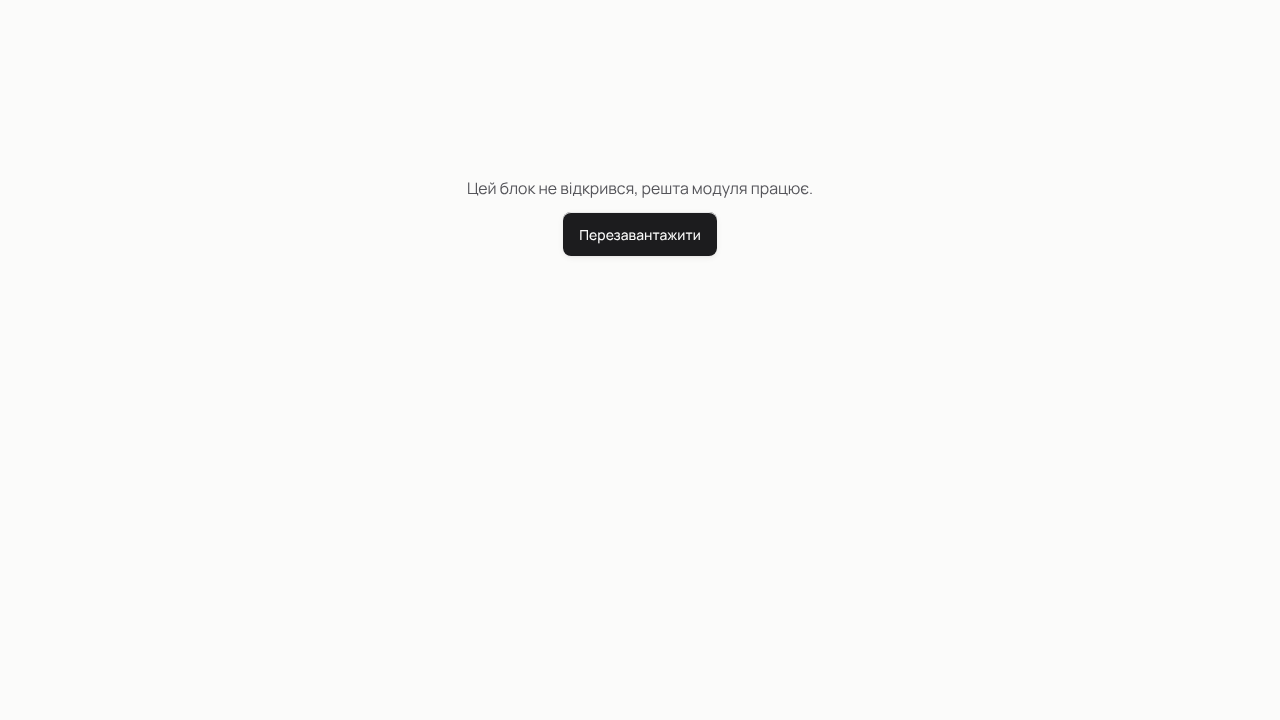 Цей блок не відкрився, решта модуля працює.
Перезавантажити